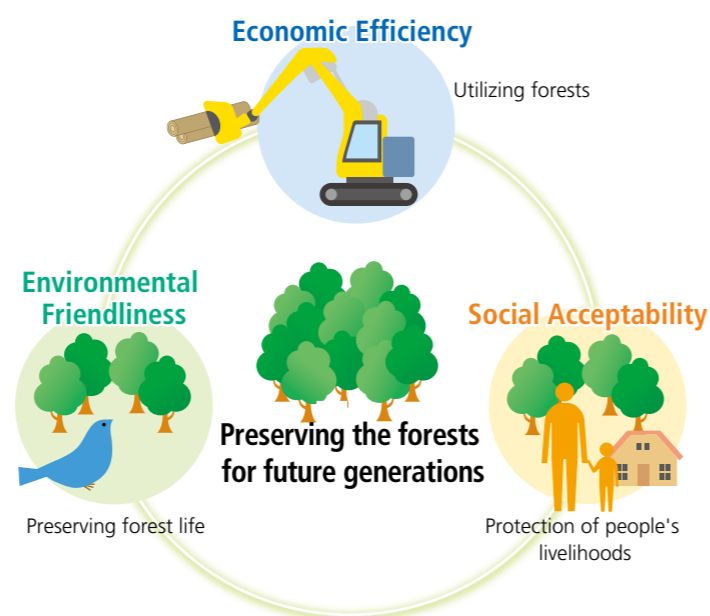 Economic Efficiency
Utilizing forests
Environmental
Friendliness
Social Acceptability
Preserving the forests
for future generations
Preserving forest life
Protection of people's
livelihoods